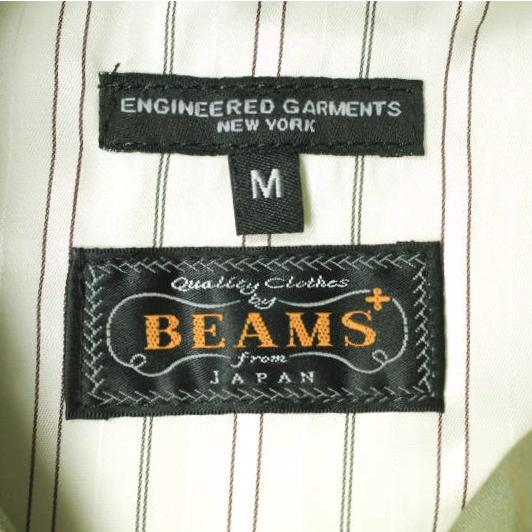 ENGINEERED GARMENTS
NEW YORK
M
Quality Clothes
by
BEAMS+
from
JAPAN